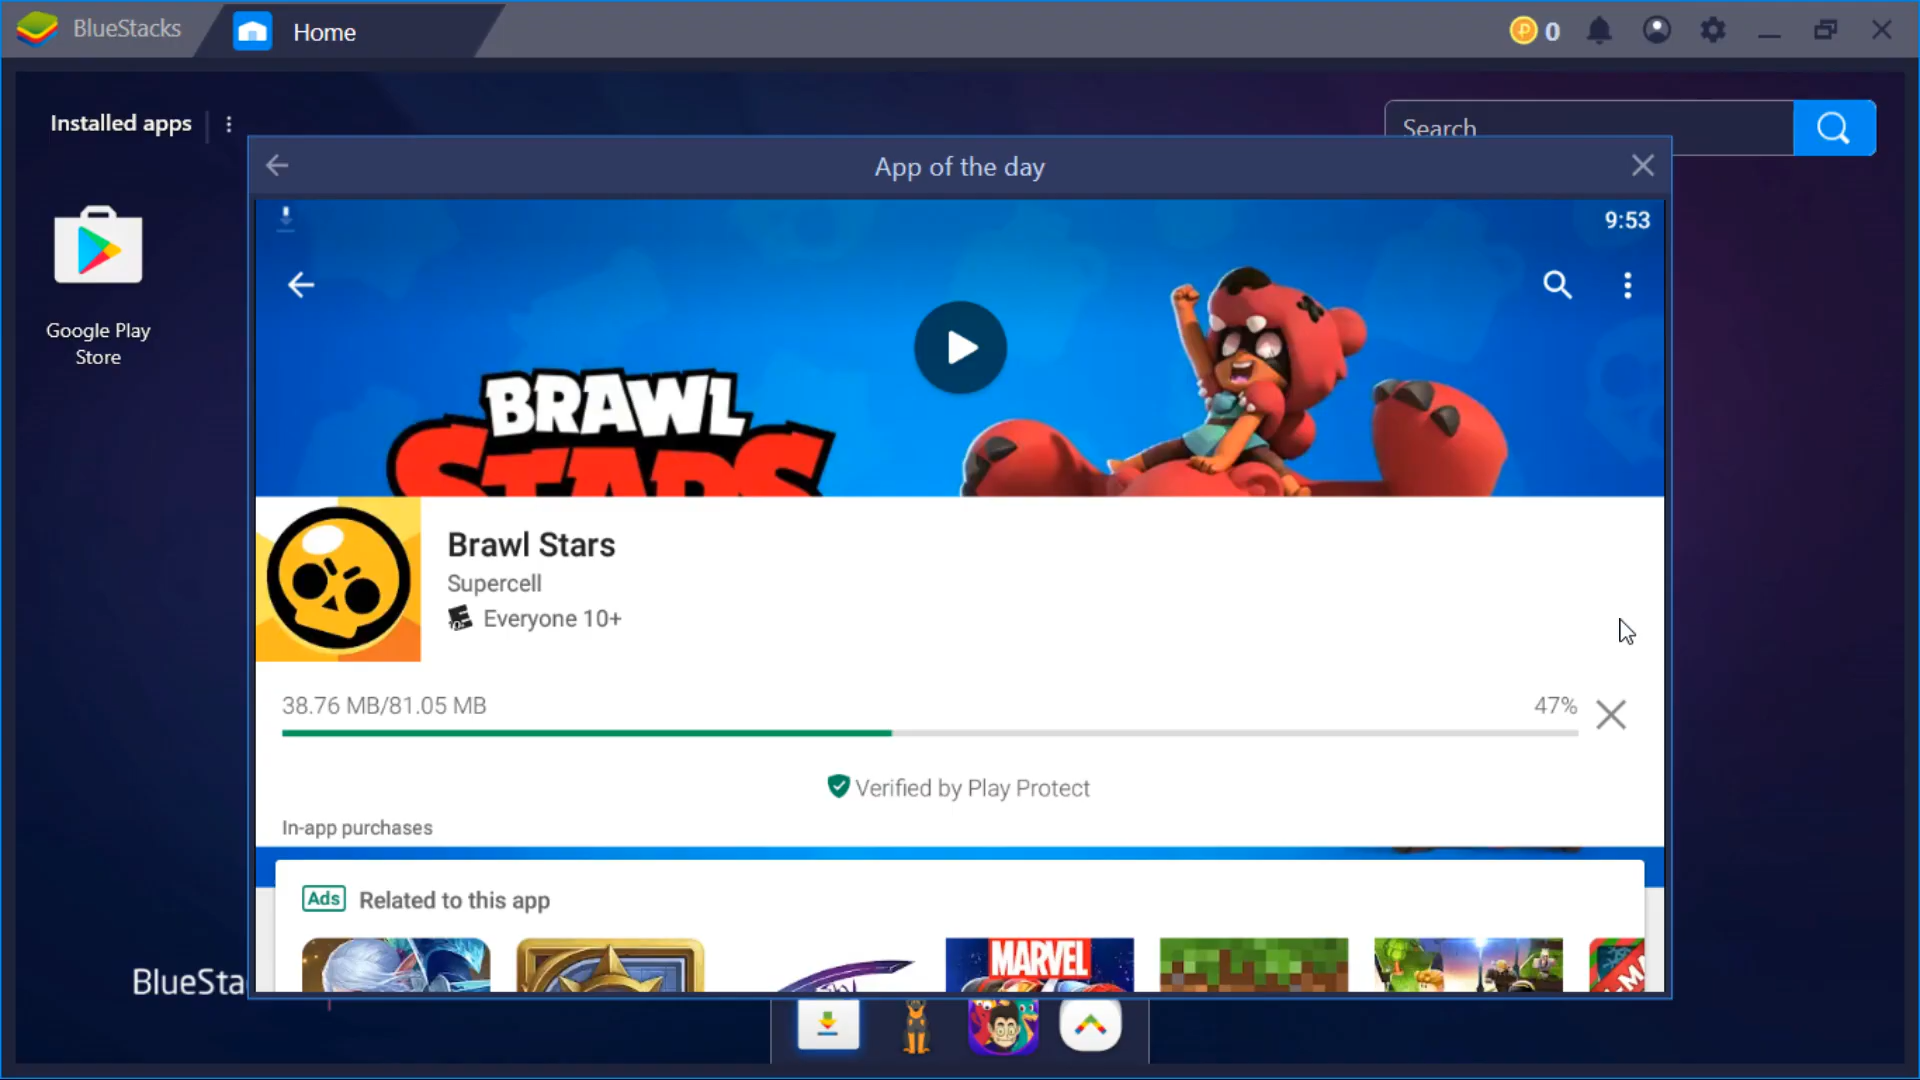 BlueStacks
Home
0
Installed apps
Search
App of the day
9:53
Google Play
Store
BRAWL
STARS
Brawl Stars
Supercell
Everyone 10+
38.76 MB/81.05 MB
47%
Verified by Play Protect
In-app purchases
Ads Related to this app
MARVEL
BlueSta